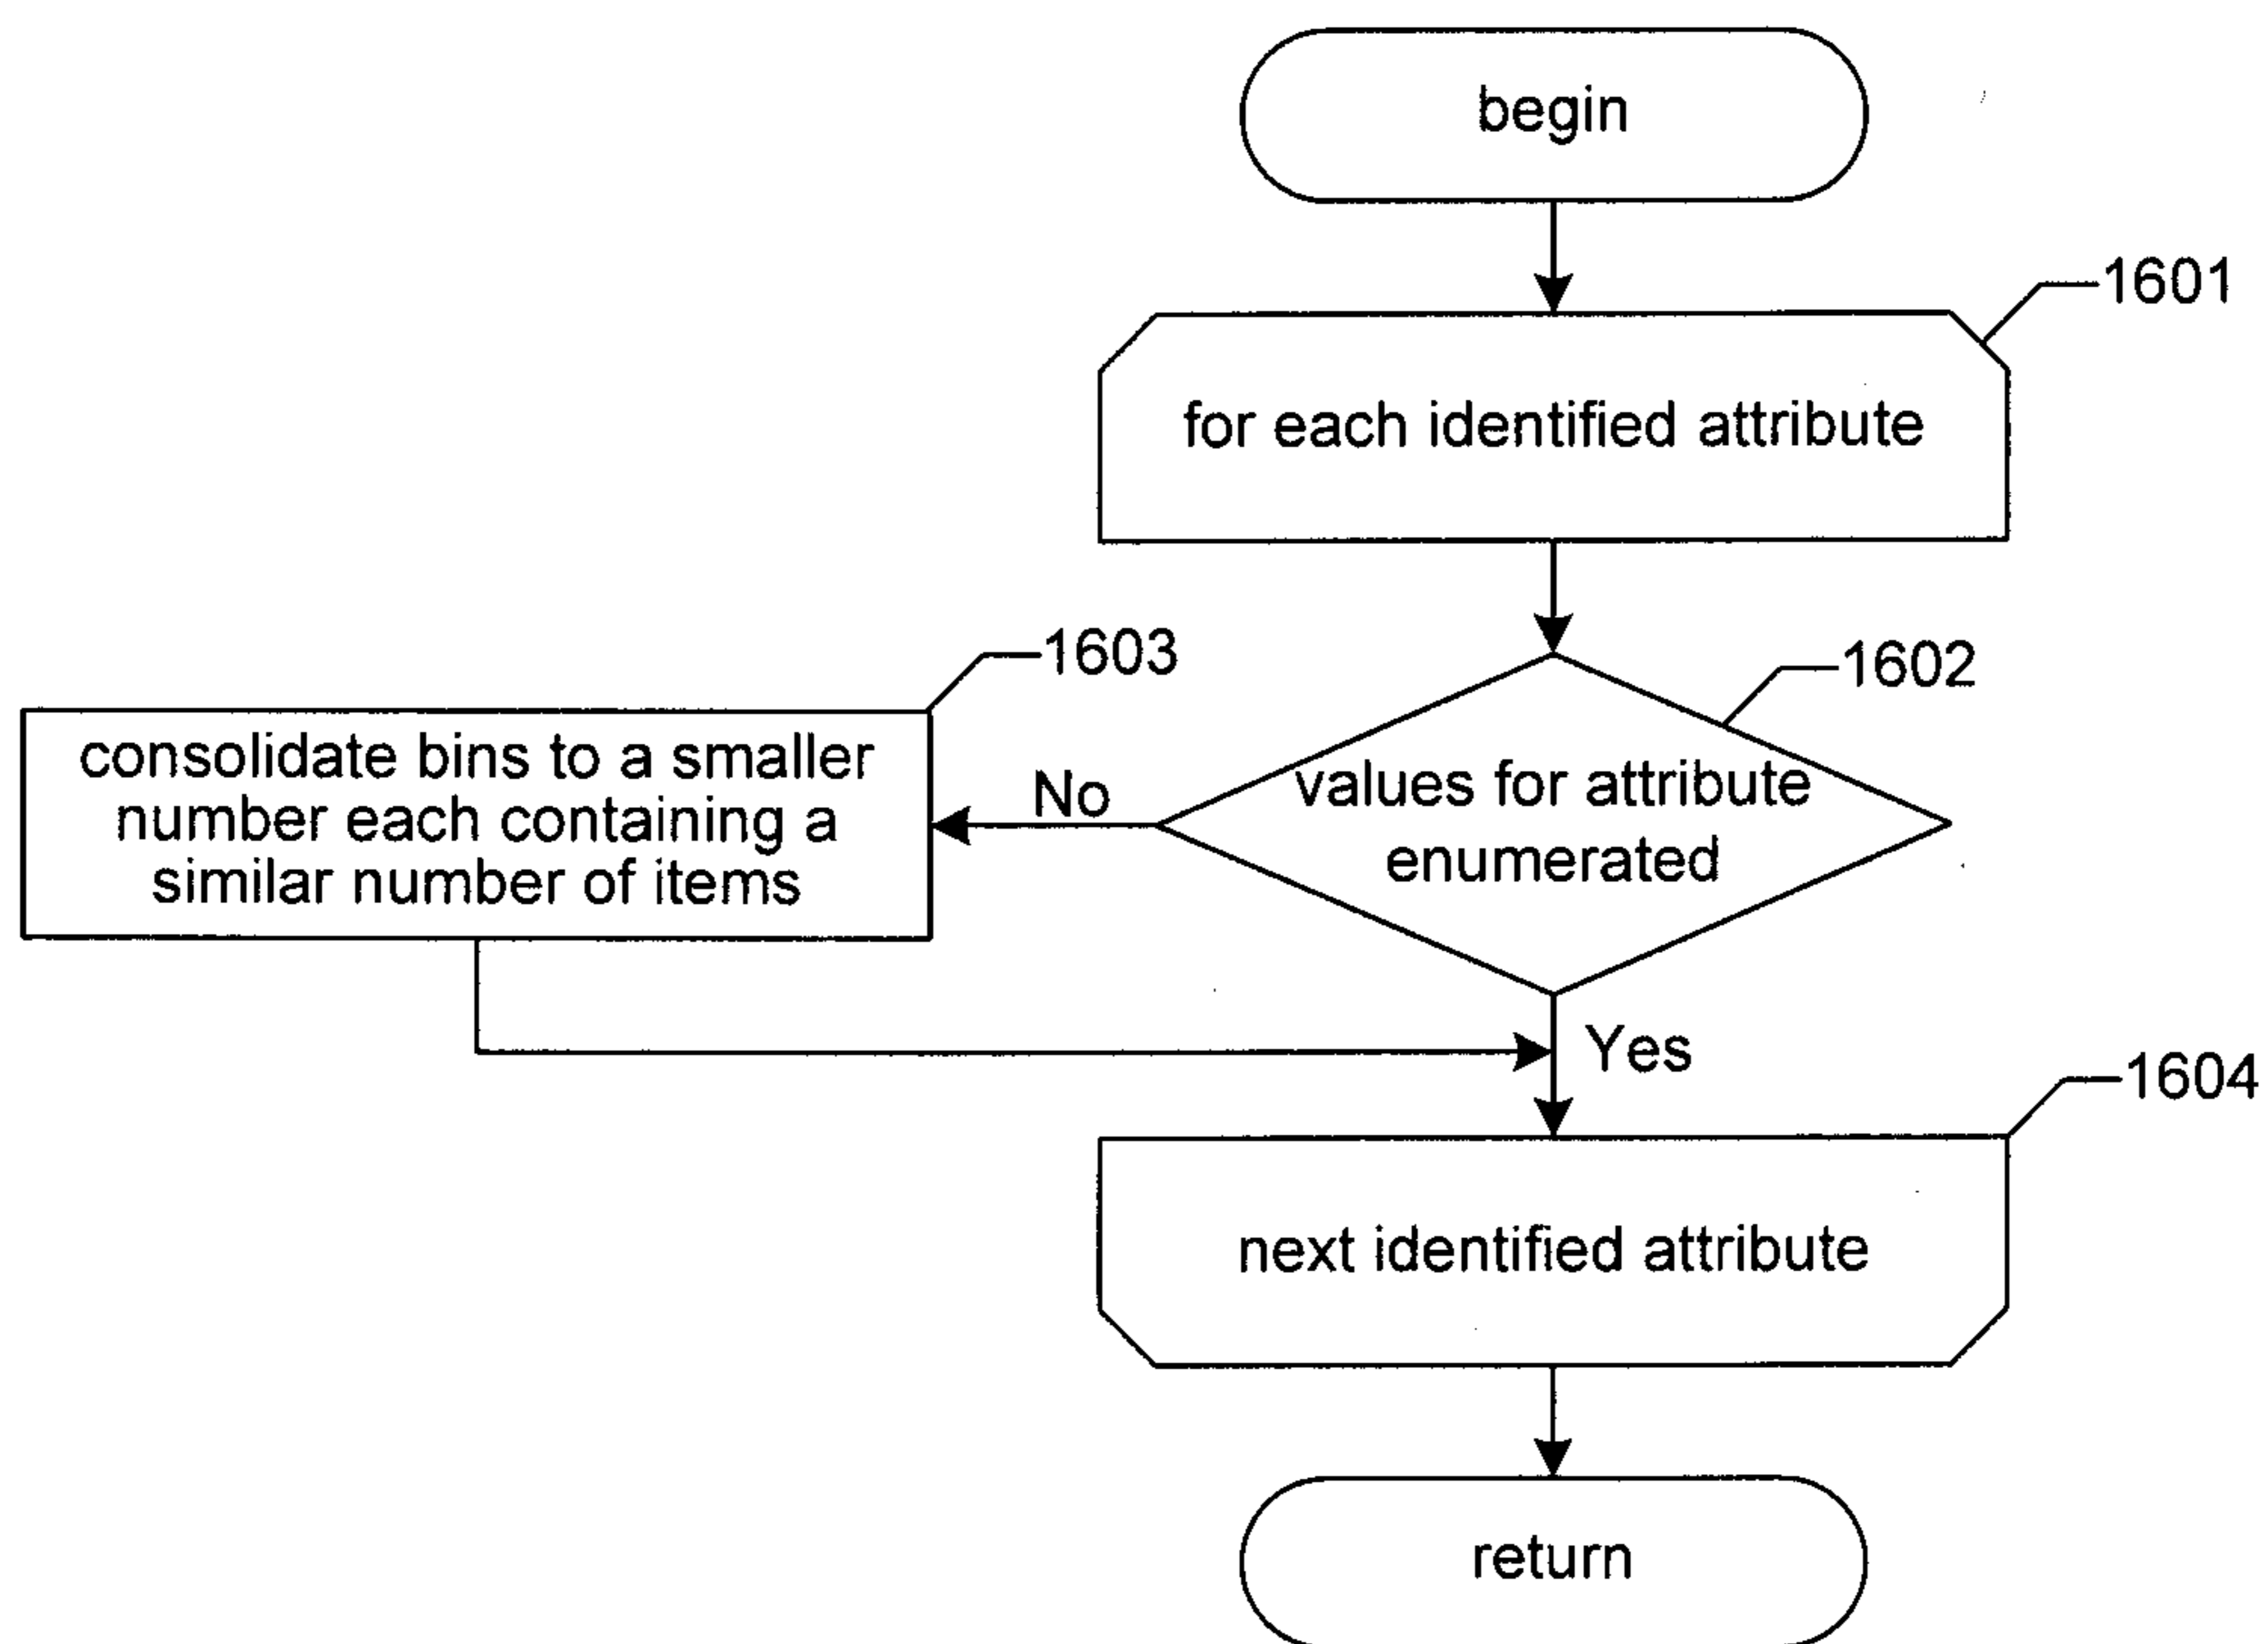 begin
1601
for each identified attribute
1603
1602
consolidate bins to a smaller
number each containing a
similar number of items
No
values for attribute
enumerated
Yes
1604
next identified attribute
return